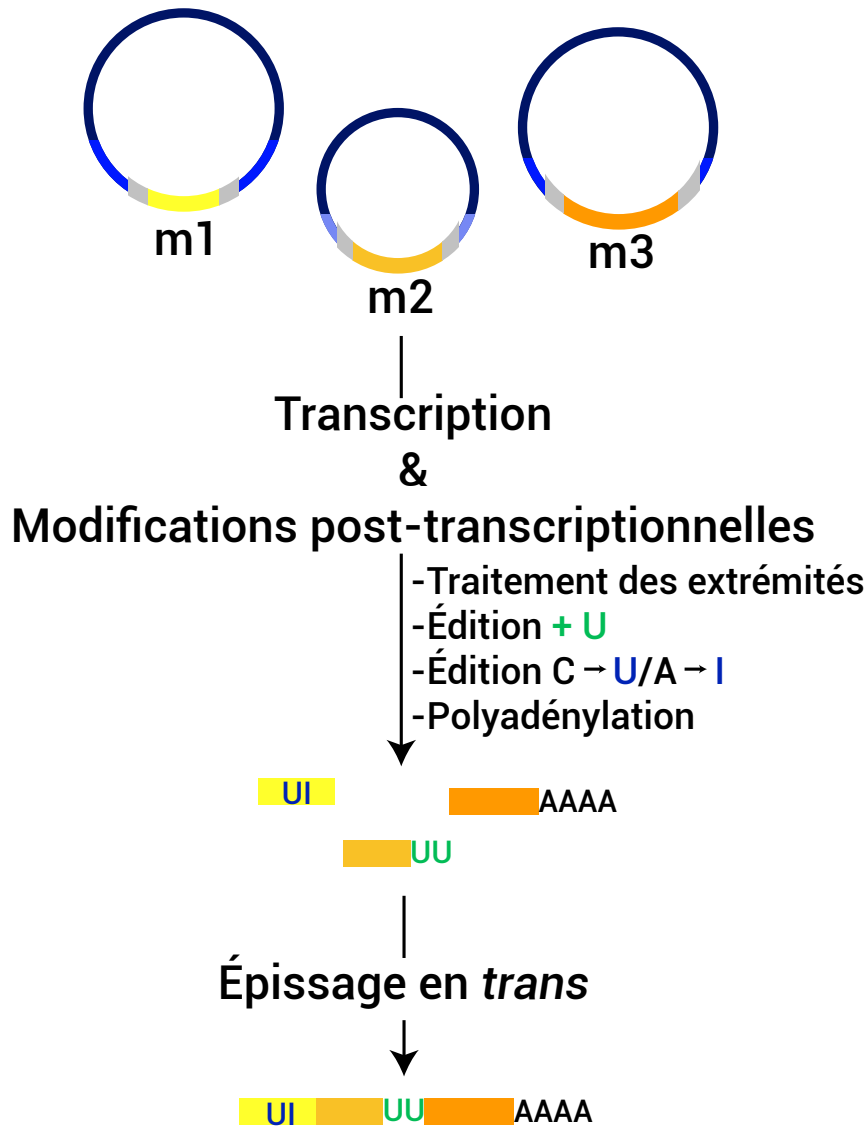 m1
m2
m3
Transcription
&
Modifications post-transcriptionnelles
-Traitement des extrémités
-Édition + U
-Édition C → U/A → I
-Polyadénylation
UI
AAAA
UU
Épissage en trans
UI UU AAAA